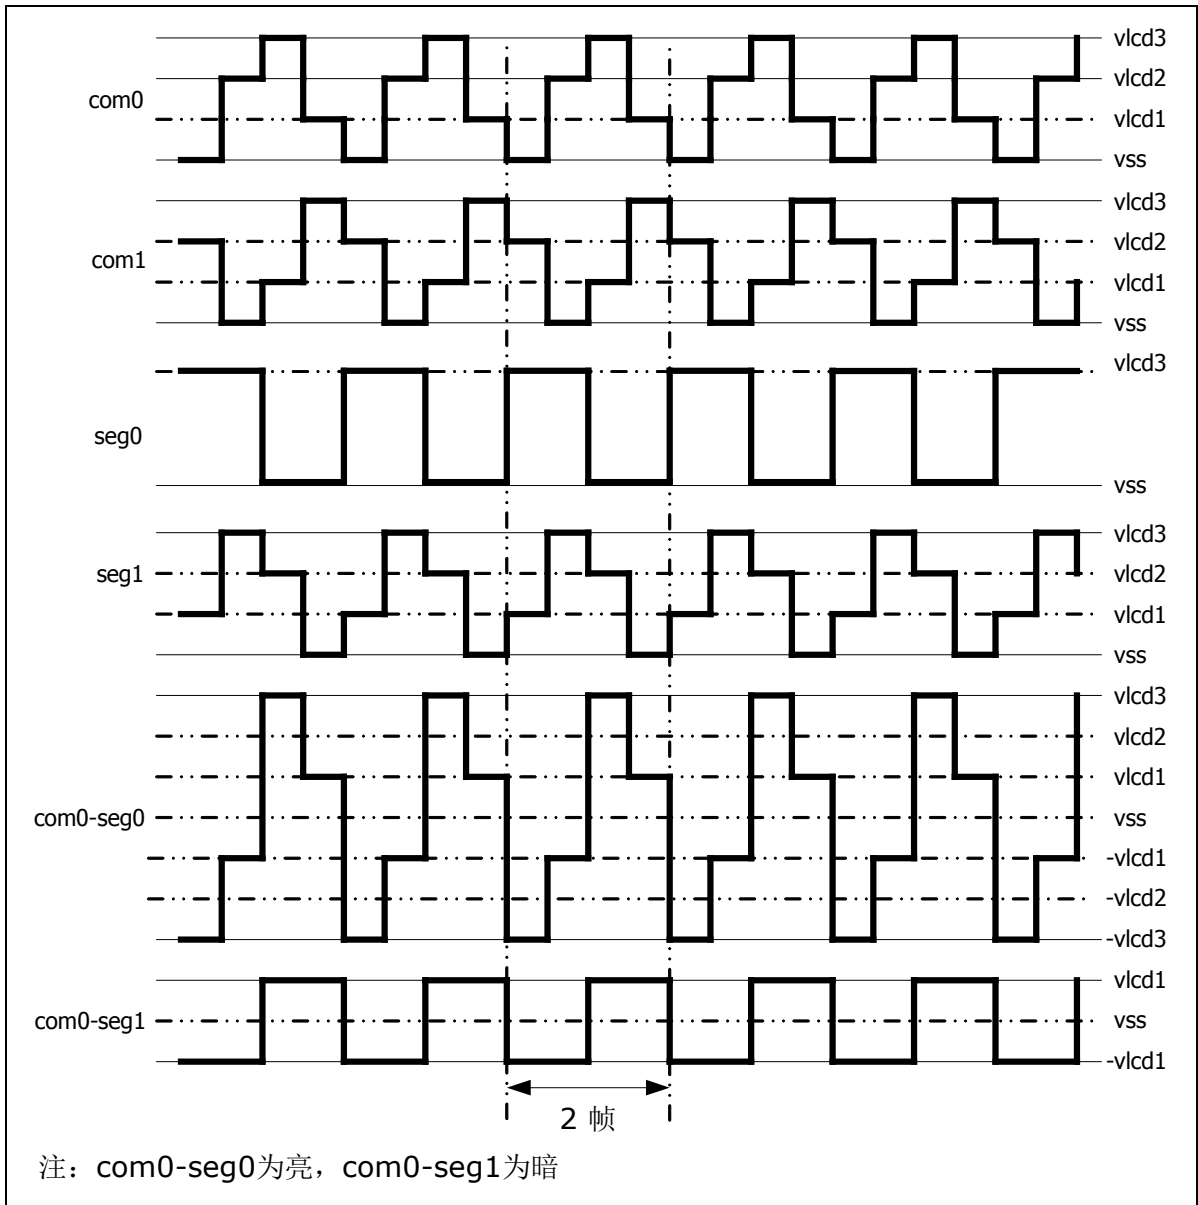 vlcd3
vlcd2
com0
vlcd1
vss
vlcd3
vlcd2
com1
vlcd1
vss
vlcd3
seg0
vss
vlcd3
seg1
vlcd2
vlcd1
vss
vlcd3
vlcd2
vlcd1
com0-seg0
vss
-vlcd1
-vlcd2
-vlcd3
vlcd1
com0-seg1
vss
-vlcd1
2 帧
注：com0-seg0为亮，com0-seg1为暗